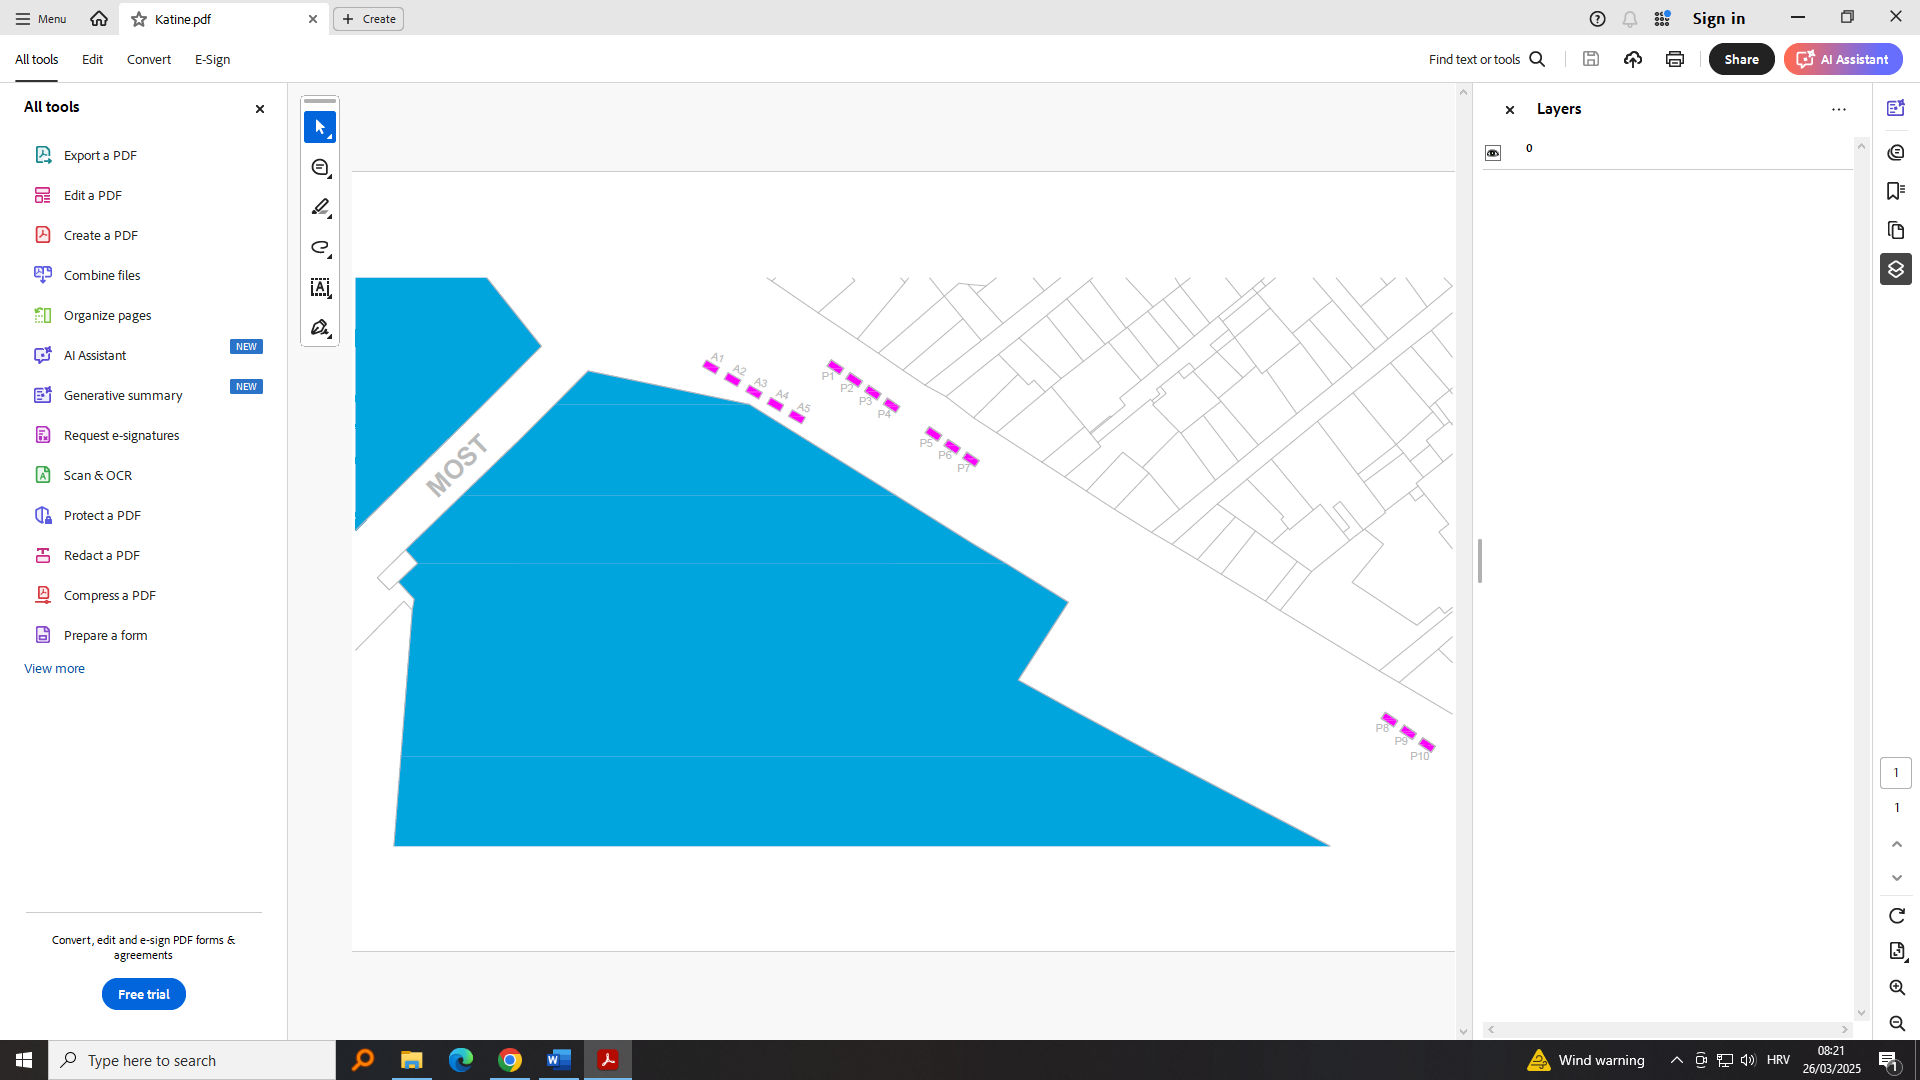 Menu
Katine.pdf
Create
Sign in
All tools
Edit
Convert
E-Sign
Find text or tools
Share
AI Assistant
All tools
Export a PDF
Edit a PDF
Create a PDF
Combine files
Organize pages
AI Assistant
NEW
Generative summary
NEW
Request e-signatures
Scan & OCR
Protect a PDF
Redact a PDF
Compress a PDF
Prepare a form
View more
Convert, edit and e-sign PDF forms &
agreements
Free trial
MOST
A1
A2
A3
A4
A5
P1
P2
P3
P4
P5
P6
P7
P8
P9
P10
Layers
0
1
1
Type here to search
Wind warning
HRV
08:21
26/03/2025
1